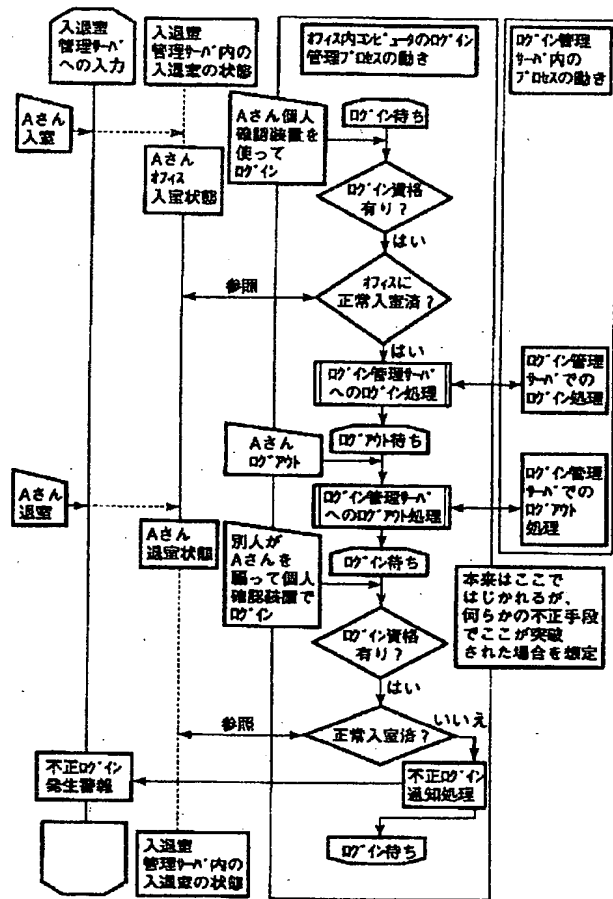 入退室
管理ｻｰﾊﾞ
への入力
入退室
管理ｻｰﾊﾞ内の
入退室の状態
ｵﾌｨｽ内ｺﾝﾋﾟｭｰﾀのﾛｸﾞｲﾝ
管理ﾌﾟﾛｾｽの動き
ﾛｸﾞｲﾝ管理
ｻｰﾊﾞ内の
ﾌﾟﾛｾｽの動き
Aさん
入室
Aさん個人
確認装置を
使って
ﾛｸﾞｲﾝ
ﾛｸﾞｲﾝ待ち
Aさん
ｵﾌｨｽ
入室状態
ﾛｸﾞｲﾝ資格
有り？
はい
参照
ｵﾌｨｽに
正常入室済？
はい
ﾛｸﾞｲﾝ管理ｻｰﾊﾞ
へのﾛｸﾞｲﾝ処理
ﾛｸﾞｲﾝ管理
ｻｰﾊﾞでの
ﾛｸﾞｲﾝ処理
Aさん
ﾛｸﾞｱｳﾄ
ﾛｸﾞｱｳﾄ待ち
Aさん
退室
ﾛｸﾞｲﾝ管理ｻｰﾊﾞ
へのﾛｸﾞｱｳﾄ処理
ﾛｸﾞｲﾝ管理
ｻｰﾊﾞでの
ﾛｸﾞｱｳﾄ
処理
Aさん
退室状態
別人が
Aさんを
騙って個人
確認装置で
ﾛｸﾞｲﾝ
ﾛｸﾞｲﾝ待ち
本来はここで
はじかれるが、
何らかの不正手段
でここが突破
された場合を想定
ﾛｸﾞｲﾝ資格
有り？
はい
参照
正常入室済？
いいえ
不正ﾛｸﾞｲﾝ
発生警報
不正ﾛｸﾞｲﾝ
通知処理
ﾛｸﾞｲﾝ待ち
入退室
管理ｻｰﾊﾞ内の
入退室の状態